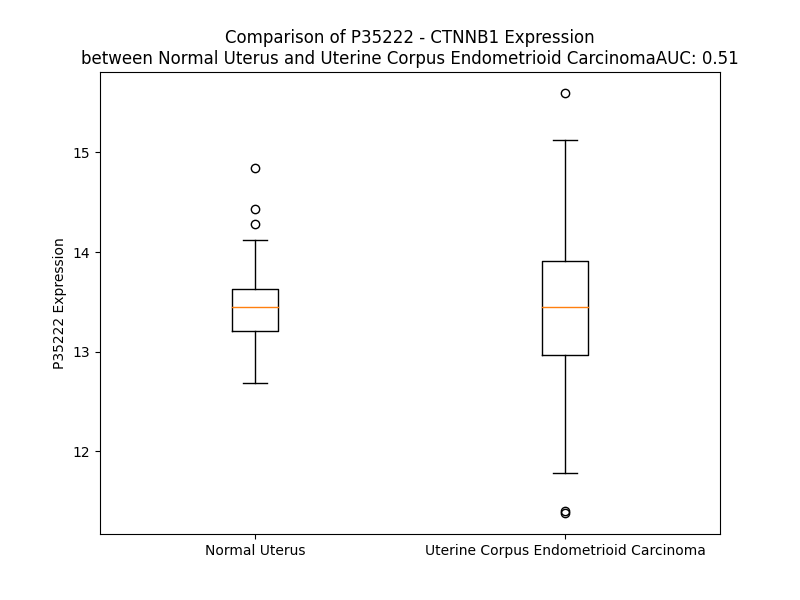 Comparison of P35222 - CTNNB1 Expression
between Normal Uterus and Uterine Corpus Endometrioid CarcinomaAUC: 0.51
15
14
13
12
P35222 Expression
Normal Uterus
Uterine Corpus Endometrioid Carcinoma